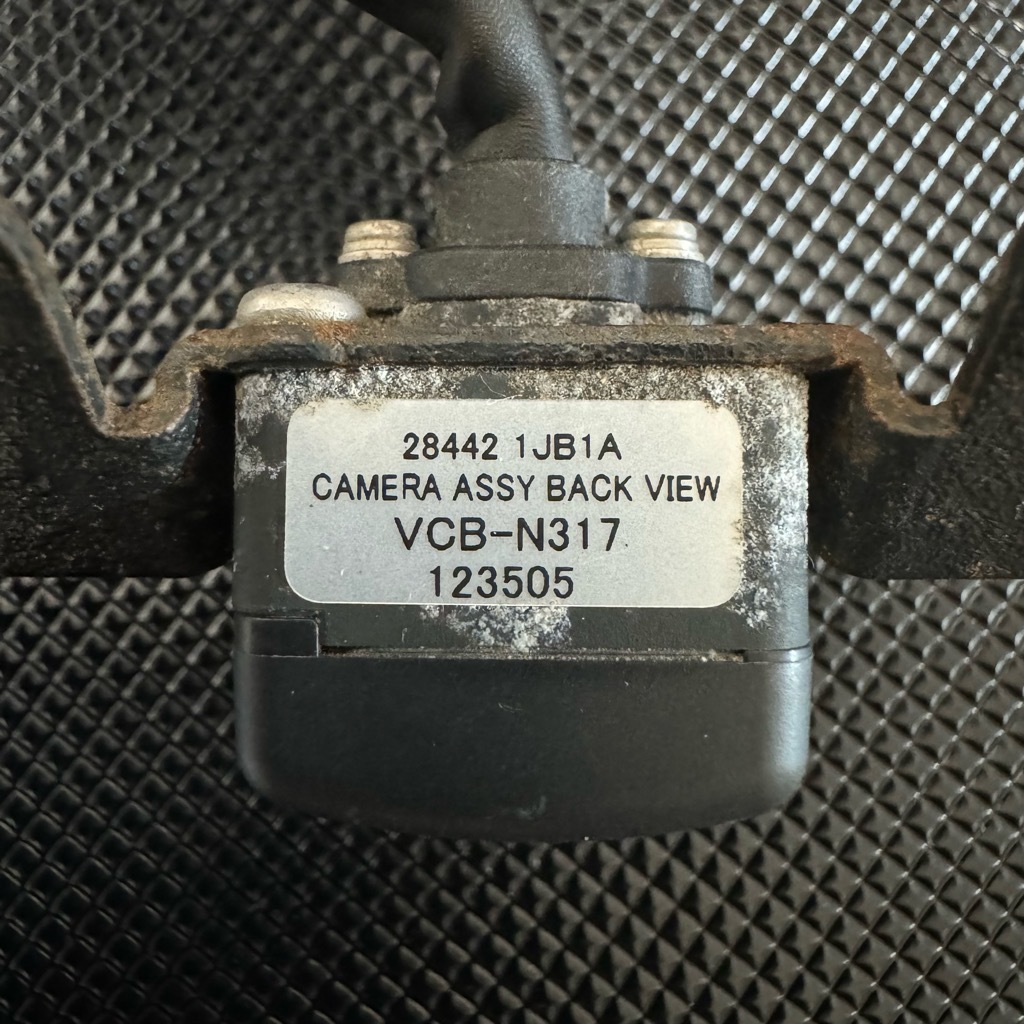 28442 1JB1A
CAMERA ASSY BACK VIEW
VCB-N317
123505